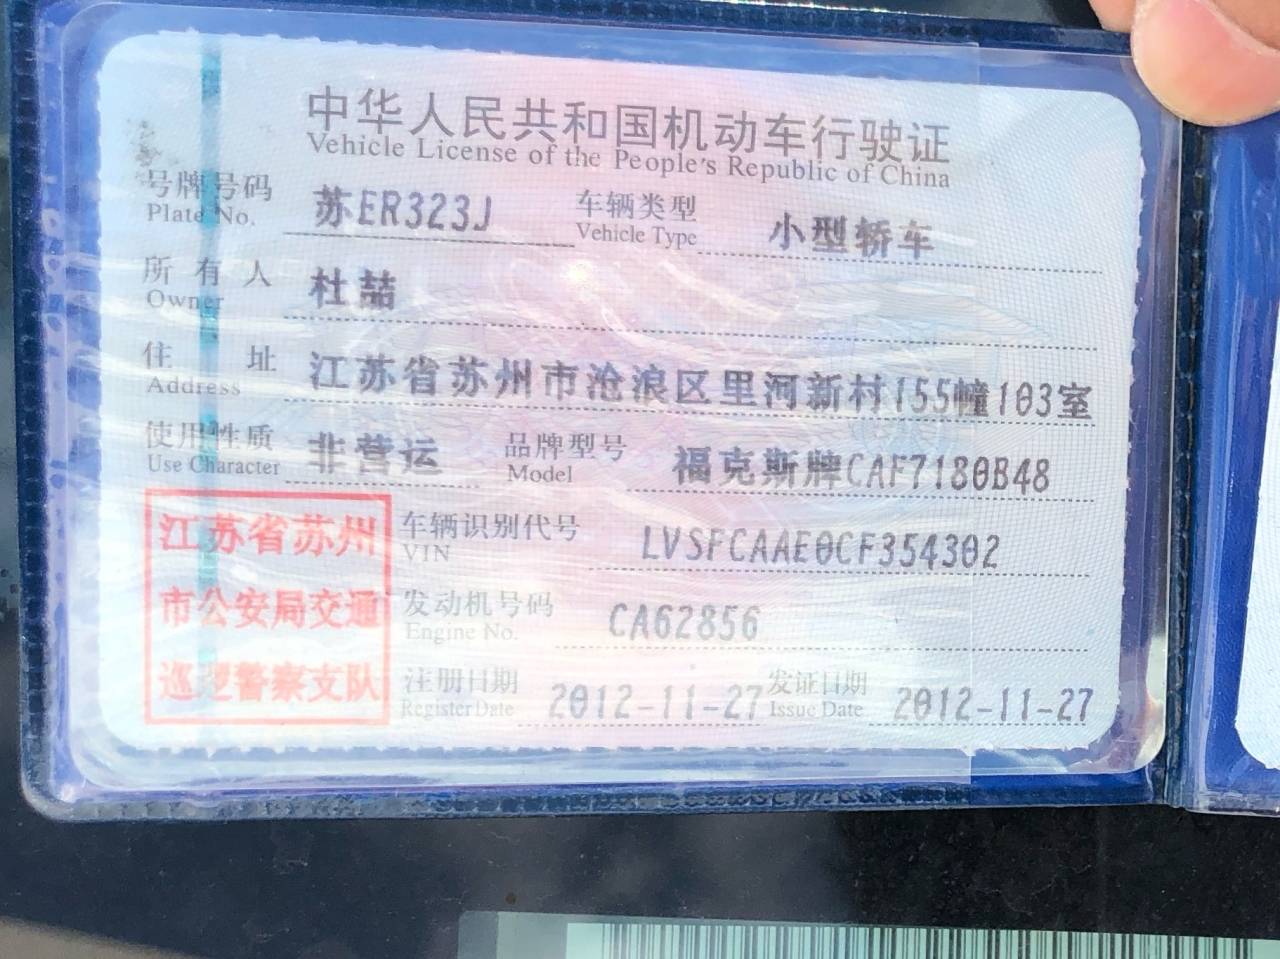 中华人民共和国机动车行驶证
Vehicle License of the People's Republic of China
号牌号码 苏ER323J 车辆类型 小型轿车
Plate No. Vehicle Type
所有人 杜喆
Owner
住址 江苏省苏州市沧浪区里河新村155幢103室
Address
使用性质 非营运 品牌型号 福克斯牌CAF7180B48
Use Character Model
江苏省苏州
市公安局交通
巡逻警察支队
车辆识别代号 LVSFCAAE0CF354302
VIN
发动机号码 CA62856
Engine No.
注册日期 2012-11-27 发证日期 2012-11-27
Register Date Issue Date